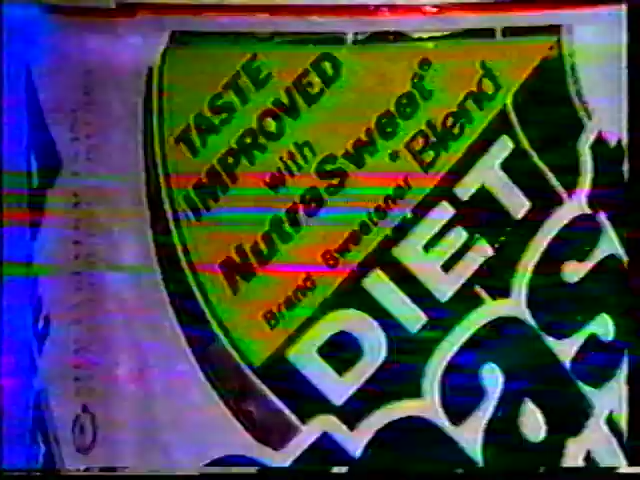 TASTE
IMPROVED
with
NutraSweet®
Brand Sweetener * Blend
DIET